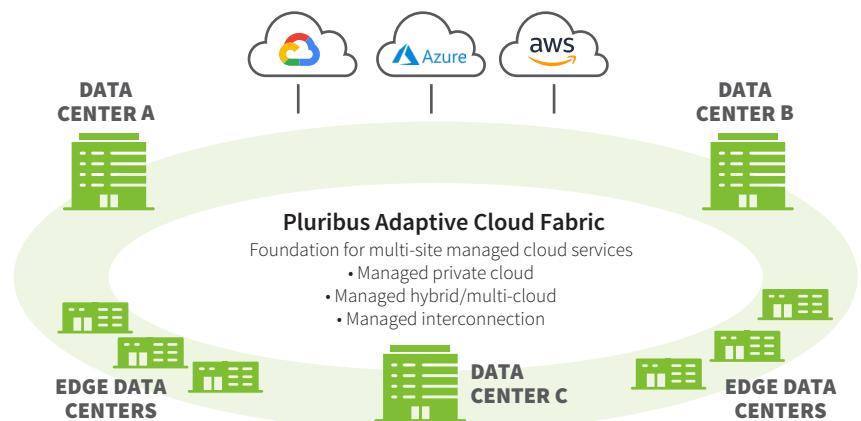 Azure
aws
DATA
CENTER A
DATA
CENTER B
Pluribus Adaptive Cloud Fabric
Foundation for multi-site managed cloud services
• Managed private cloud
• Managed hybrid/multi-cloud
• Managed interconnection
EDGE DATA
CENTERS
DATA
CENTER C
EDGE DATA
CENTERS